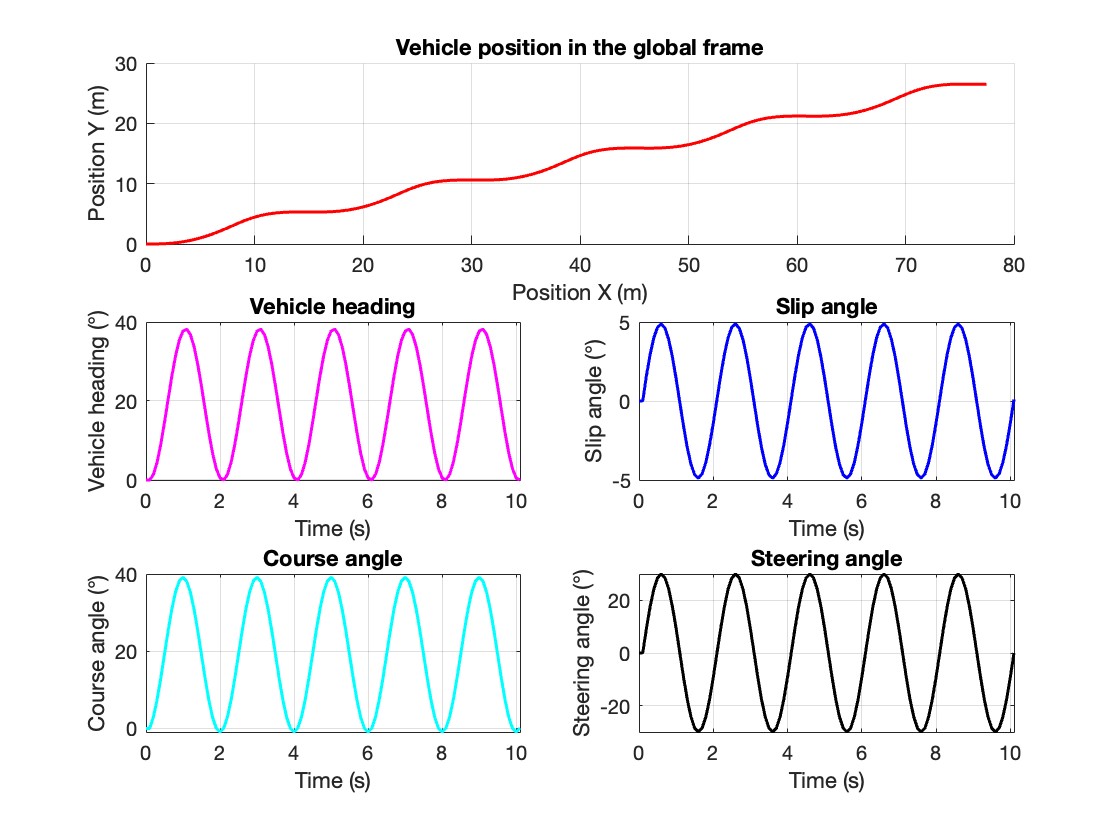 Vehicle position in the global frame
Position Y (m)
30
20
10
0
0 10 20 30 40 50 60 70 80
Position X (m)
Vehicle heading
Vehicle heading (°)
40
20
0
0 2 4 6 8 10
Time (s)
Slip angle
Slip angle (°)
5
0
-5
0 2 4 6 8 10
Time (s)
Course angle
Course angle (°)
40
20
0
0 2 4 6 8 10
Time (s)
Steering angle
Steering angle (°)
20
0
-20
0 2 4 6 8 10
Time (s)